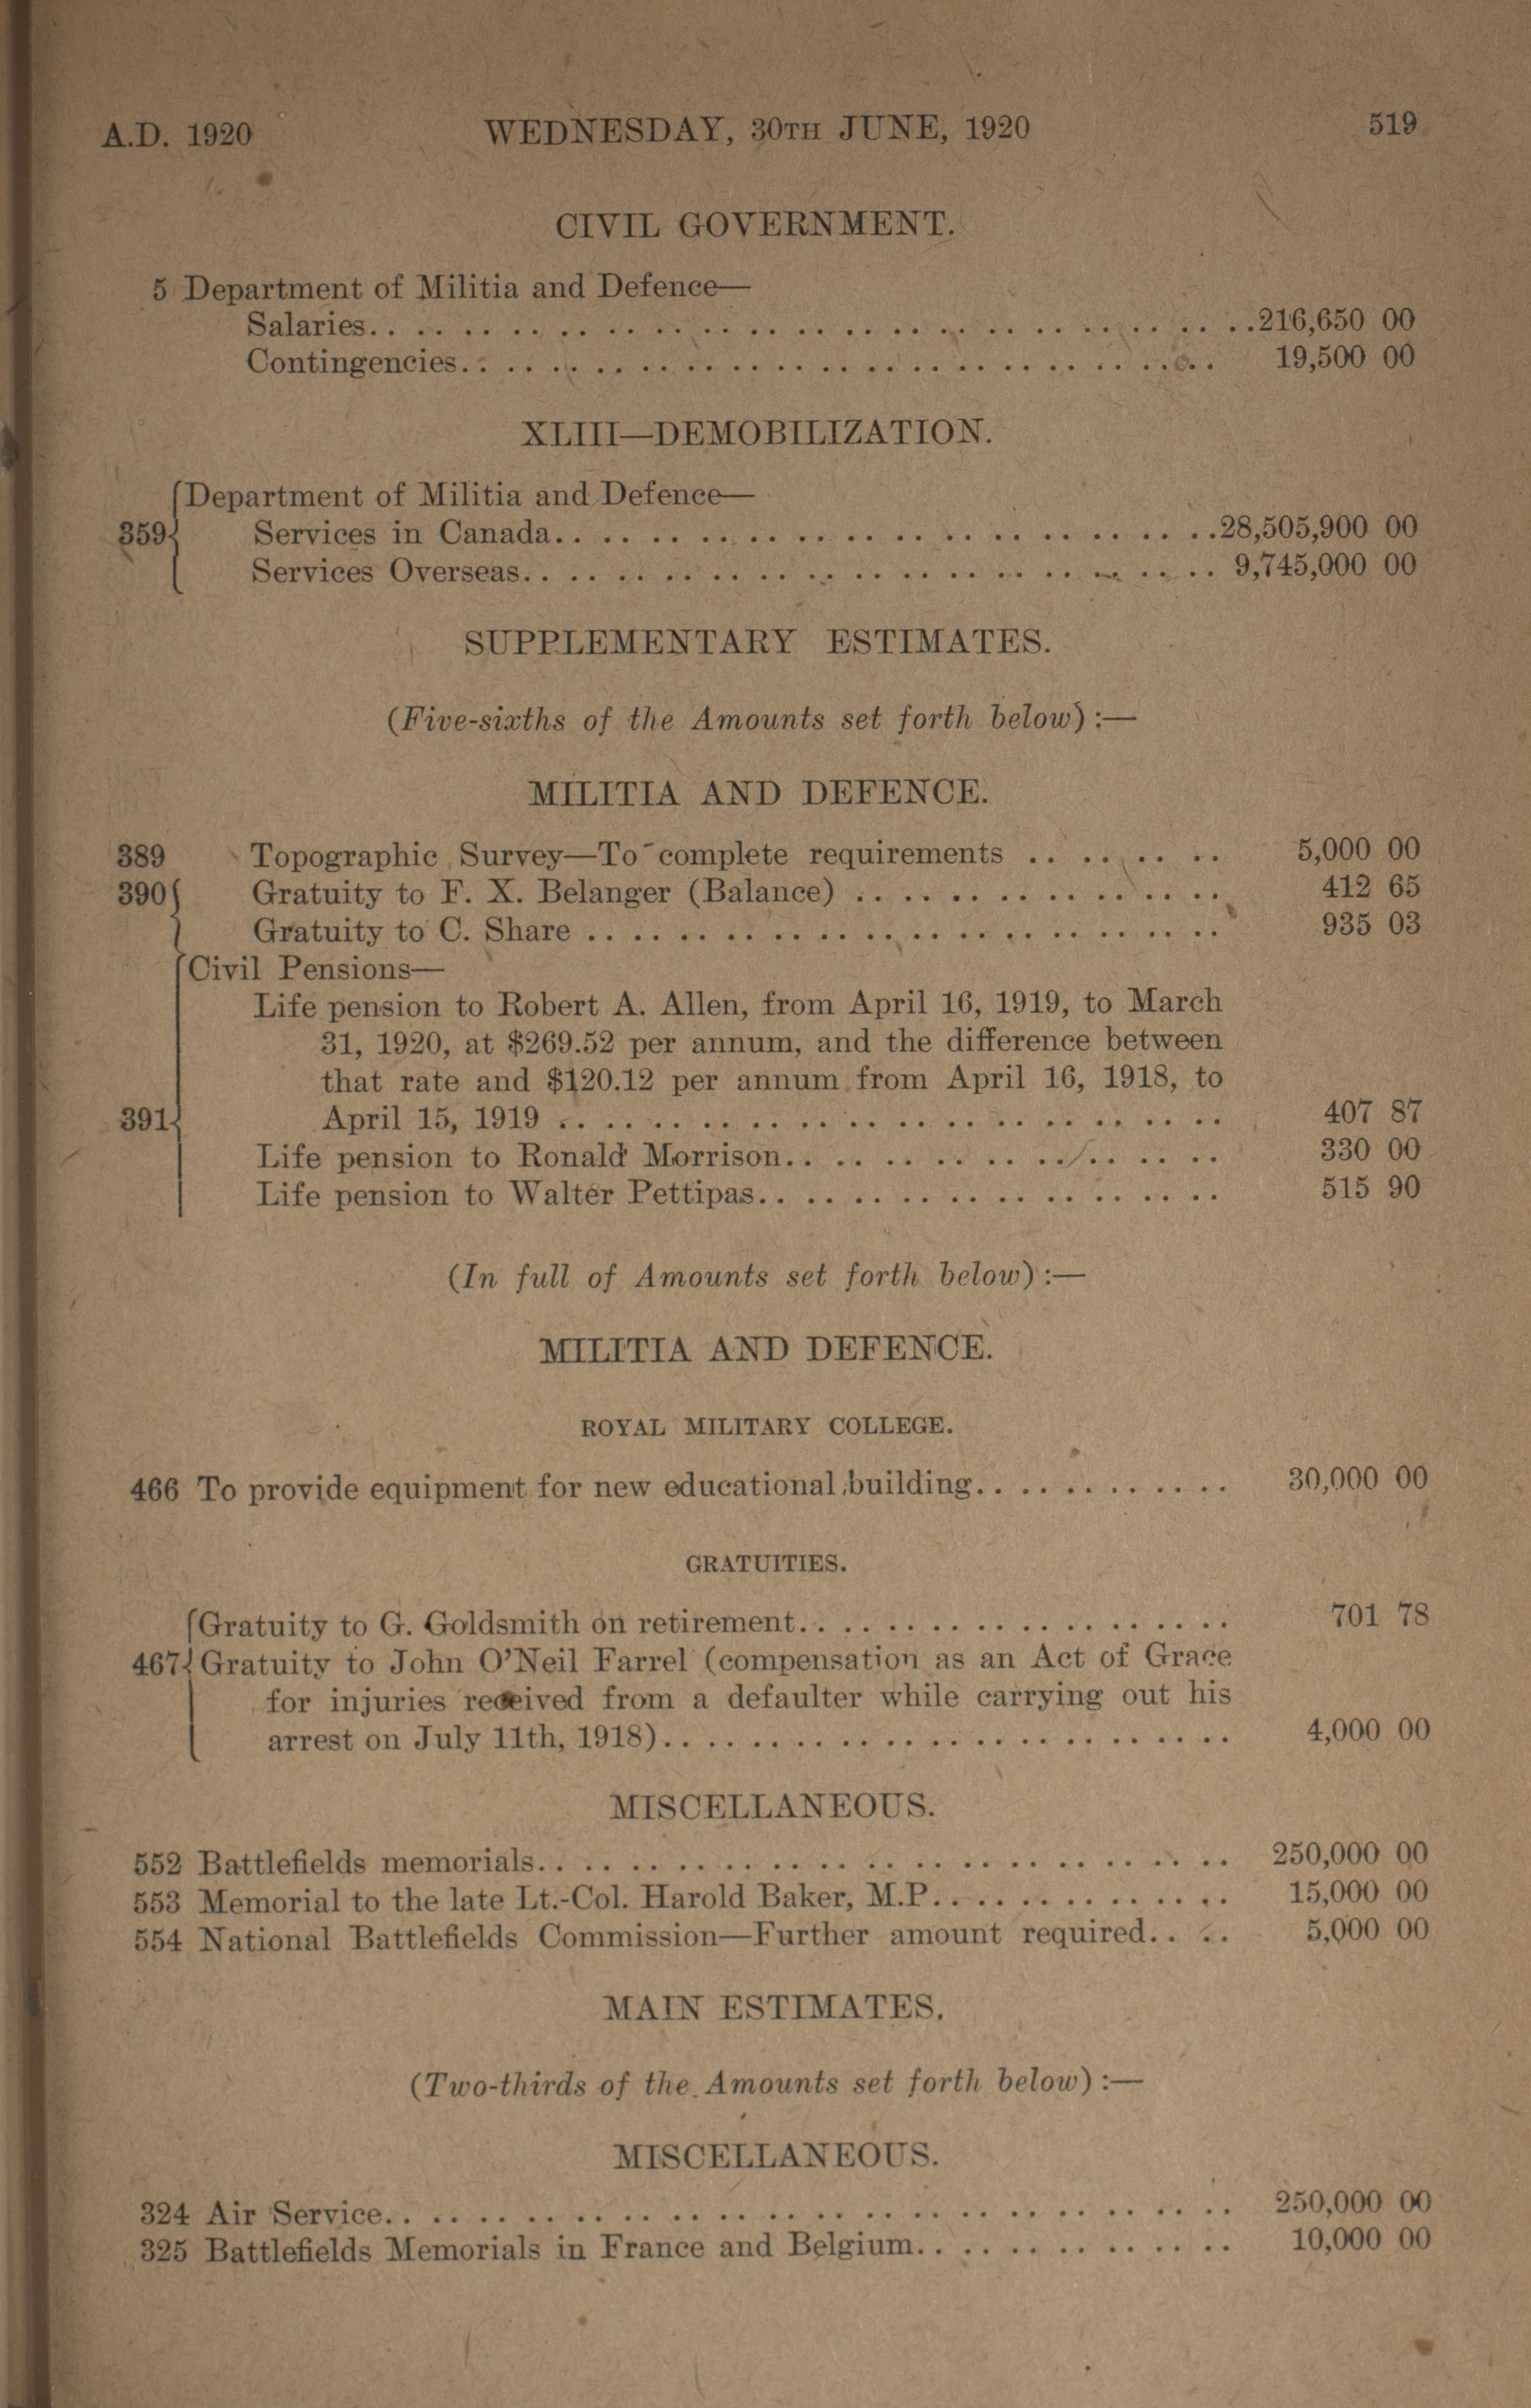 A.D. 1920 WEDNESDAY, 30TH JUNE, 1920 519
CIVIL GOVERNMENT.
5 Department of Militia and Defence—
Salaries.. .. .. .. .. .. .. .. .. .. .. .. .. .. .. .. .. .. ..216,650 00
Contingencies.. .. .. .. .. .. .. .. .. .. .. .. .. .. .. .. .. 19,500 00
XLIII—DEMOBILIZATION.
Department of Militia and Defence—
359 Services in Canada.. .. .. .. .. .. .. .. .. .. .. .. .. ..28,505,900 00
Services Overseas.. .. .. .. .. .. .. .. .. .. .. .. .. .. .. 9,745,000 00
SUPPLEMENTARY ESTIMATES.
(Five-sixths of the Amounts set forth below):—
MILITIA AND DEFENCE.
389 Topographic Survey—To complete requirements .. .. .. .. .. 5,000 00
390 Gratuity to F. X. Belanger (Balance) .. .. .. .. .. .. .. .. 412 65
Gratuity to C. Share .. .. .. .. .. .. .. .. .. .. .. .. .. .. 935 03
Civil Pensions—
Life pension to Robert A. Allen, from April 16, 1919, to March
31, 1920, at $269.52 per annum, and the difference between
that rate and $120.12 per annum from April 16, 1918, to
391 April 15, 1919 .. .. .. .. .. .. .. .. .. .. .. .. .. .. 407 87
Life pension to Ronald Morrison.. .. .. .. .. .. .. .. .. .. 330 00
Life pension to Walter Pettipas.. .. .. .. .. .. .. .. .. .. 515 90
(In full of Amounts set forth below):—
MILITIA AND DEFENCE.
ROYAL MILITARY COLLEGE.
466 To provide equipment for new educational building.. .. .. .. .. .. 30,000 00
GRATUITIES.
Gratuity to G. Goldsmith on retirement.. .. .. .. .. .. .. .. .. .. 701 78
467 Gratuity to John O'Neil Farrel (compensation as an Act of Grace
for injuries received from a defaulter while carrying out his
arrest on July 11th, 1918).. .. .. .. .. .. .. .. .. .. .. .. .. 4,000 00
MISCELLANEOUS.
552 Battlefields memorials.. .. .. .. .. .. .. .. .. .. .. .. .. .. .. 250,000 00
553 Memorial to the late Lt.-Col. Harold Baker, M.P.. .. .. .. .. .. .. 15,000 00
554 National Battlefields Commission—Further amount required.. .. 5,000 00
MAIN ESTIMATES.
(Two-thirds of the Amounts set forth below):—
MISCELLANEOUS.
324 Air Service.. .. .. .. .. .. .. .. .. .. .. .. .. .. .. .. .. .. 250,000 00
325 Battlefields Memorials in France and Belgium.. .. .. .. .. .. .. 10,000 00